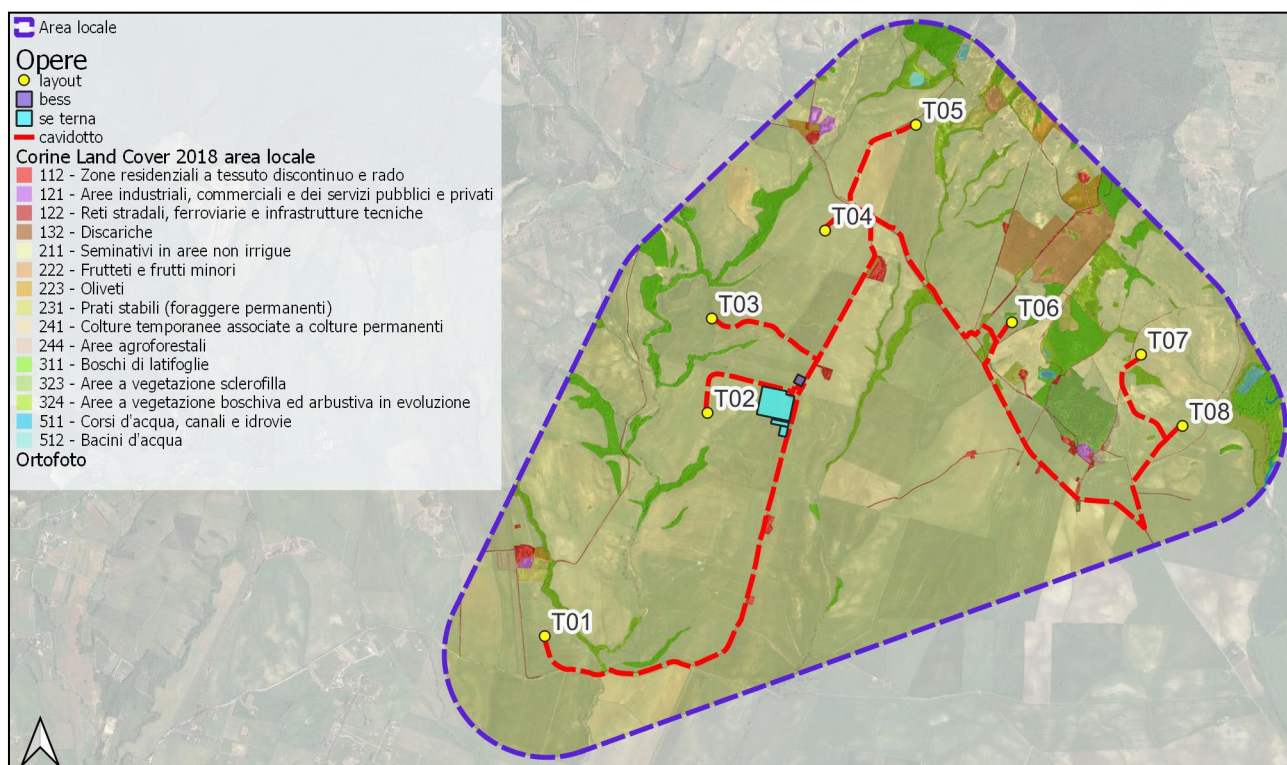 Area locale
Opere
layout
bess
se terna
cavidotto
Corine Land Cover 2018 area locale
112 - Zone residenziali a tessuto discontinuo e rado
121 - Aree industriali, commerciali e dei servizi pubblici e privati
122 - Reti stradali, ferroviarie e infrastrutture tecniche
132 - Discariche
211 - Seminativi in aree non irrigue
222 - Frutteti e frutti minori
223 - Oliveti
231 - Prati stabili (foraggere permanenti)
241 - Colture temporanee associate a colture permanenti
244 - Aree agroforestali
311 - Boschi di latifoglie
323 - Aree a vegetazione sclerofilla
324 - Aree a vegetazione boschiva ed arbustiva in evoluzione
511 - Corsi d'acqua, canali e idrovie
512 - Bacini d'acqua
Ortofoto
T05
T04
T03
T06
T07
T02
T08
T01